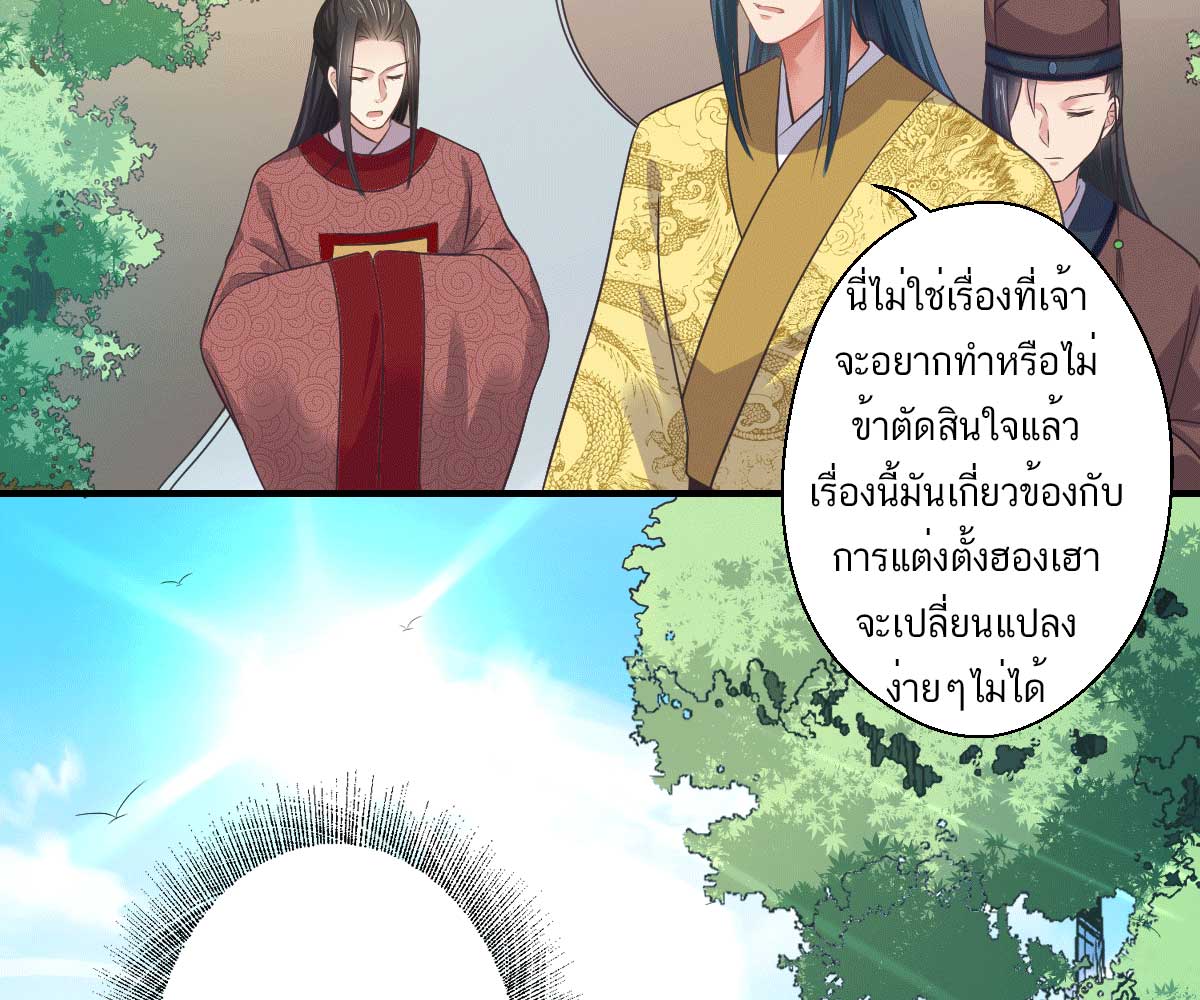 นี่ไม่ใช่เรื่องที่เจ้า
จะอยากทำหรือไม่
ข้าตัดสินใจแล้ว
เรื่องนี้มันเกี่ยวข้องกับ
การแต่งตั้งฮองเฮา
จะเปลี่ยนแปลง
ง่ายๆไม่ได้